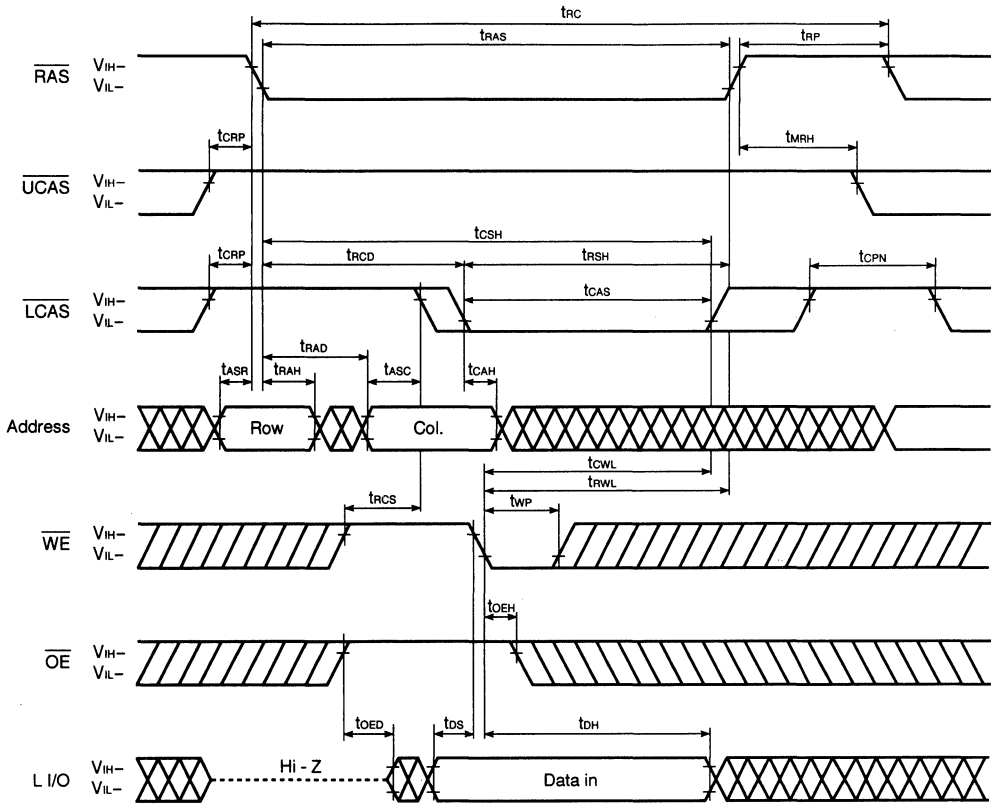 tRC
tRAS
tRP
RAS
VIH–
VIL–
tCRP
tMRH
UCAS
VIH–
VIL–
tCSH
tCRP
tRCD
tRSH
tCPN
LCAS
VIH–
VIL–
tCAS
tRAD
tASR
tRAH
tASC
tCAH
Address
VIH–
VIL–
Row
Col.
tCWL
tRWL
tRCS
tWP
WE
VIH–
VIL–
tOEH
OE
VIH–
VIL–
tOED
tDS
tDH
L I/O
VIH–
VIL–
Hi - Z
Data in